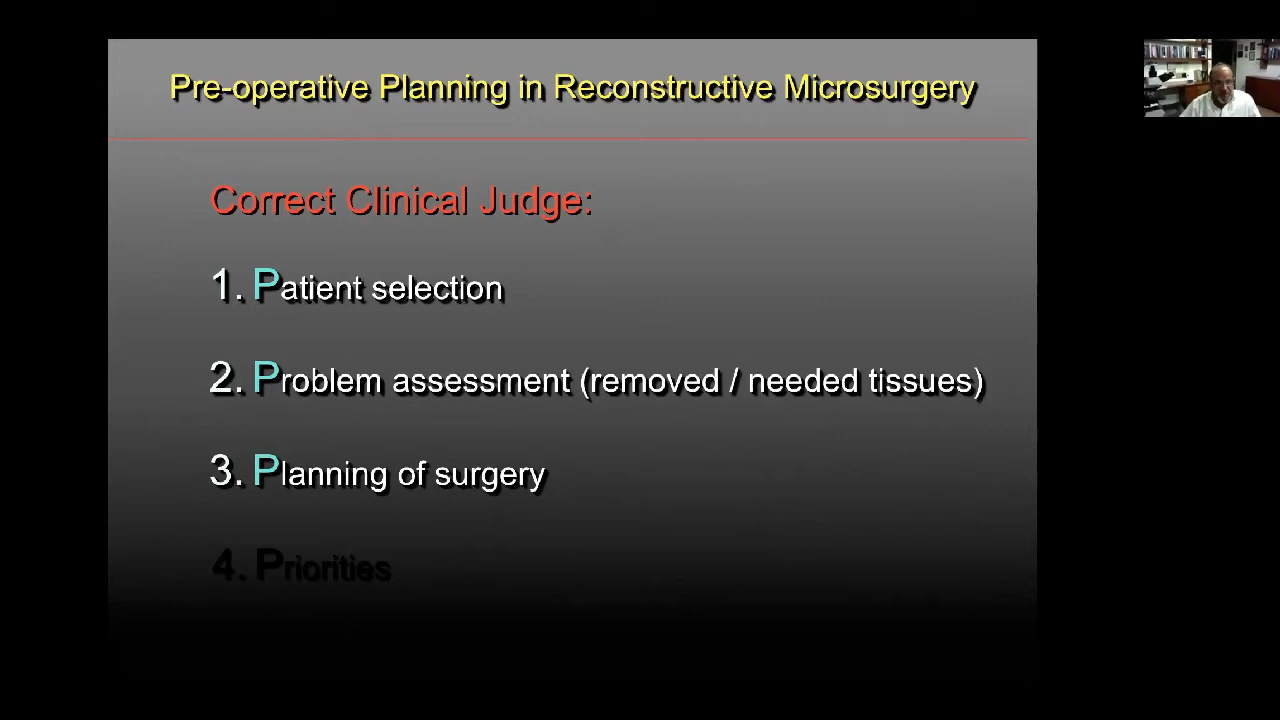 Pre-operative Planning in Reconstructive Microsurgery
Correct Clinical Judge:
1. Patient selection
2. Problem assessment (removed / needed tissues)
3. Planning of surgery
4. Priorities